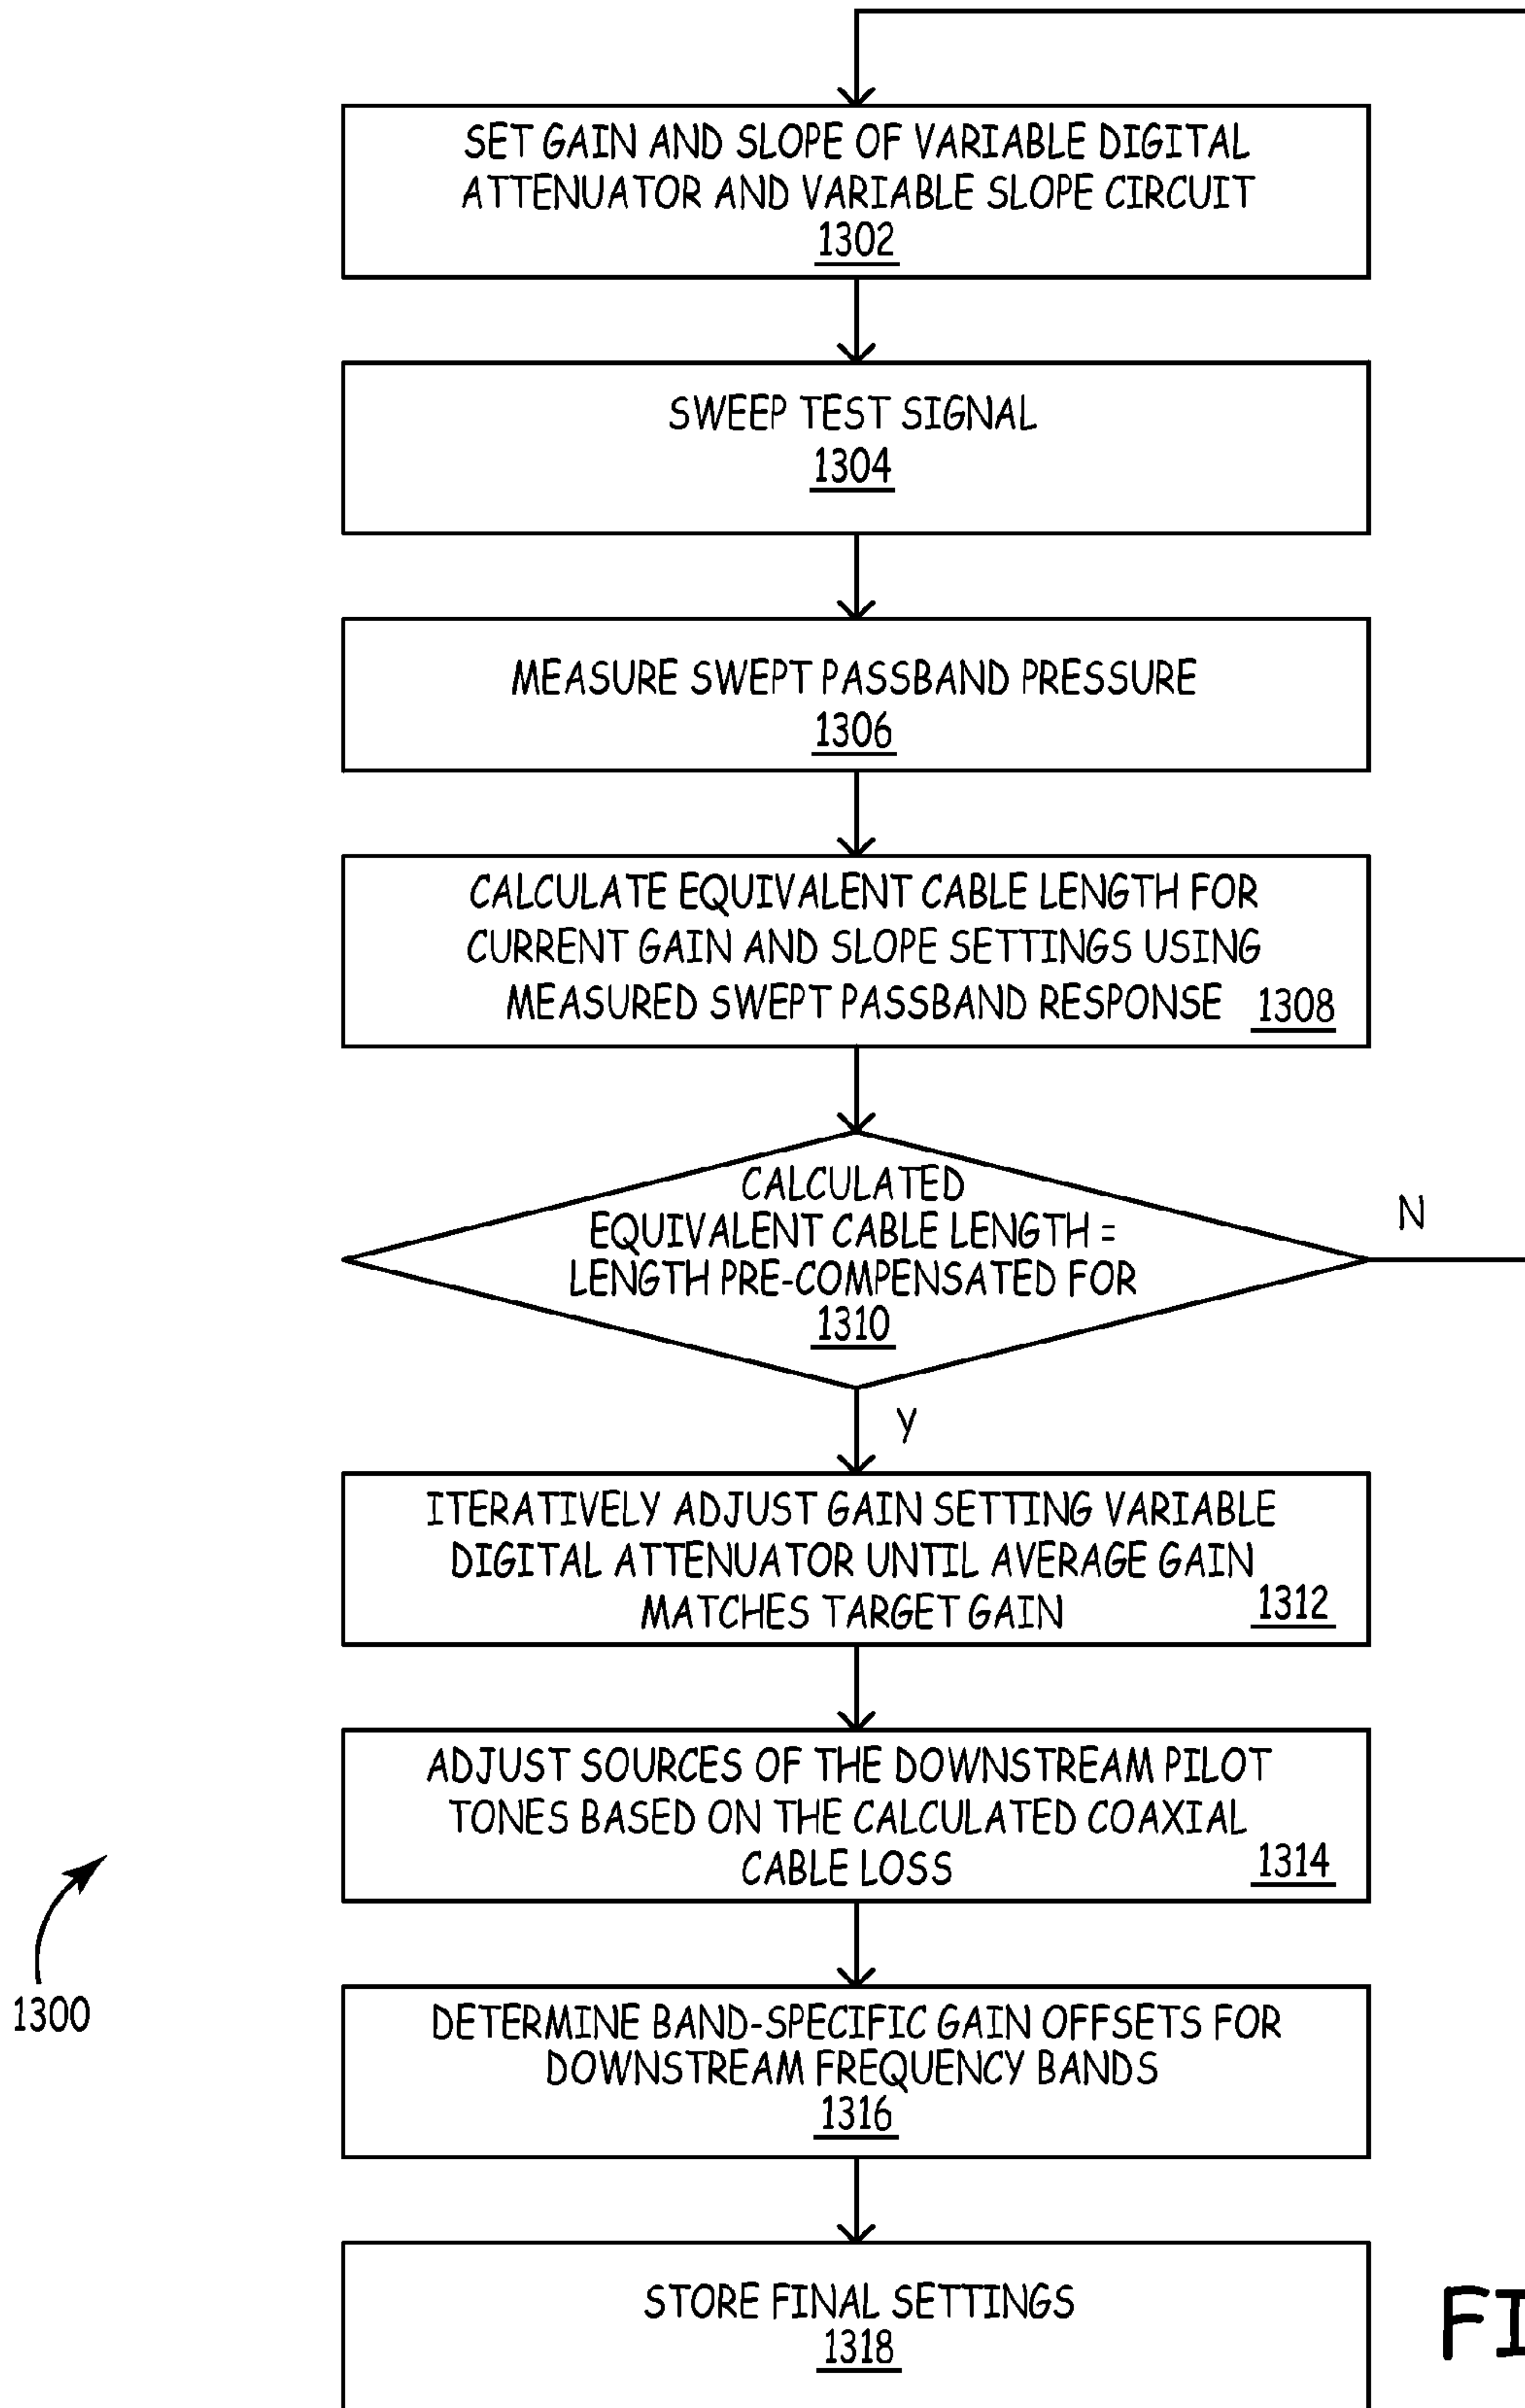 SET GAIN AND SLOPE OF VARIABLE DIGITAL
ATTENUATOR AND VARIABLE SLOPE CIRCUIT
1302
SWEEP TEST SIGNAL
1304
MEASURE SWEPT PASSBAND PRESSURE
1306
CALCULATE EQUIVALENT CABLE LENGTH FOR
CURRENT GAIN AND SLOPE SETTINGS USING
MEASURED SWEPT PASSBAND RESPONSE 1308
CALCULATED
EQUIVALENT CABLE LENGTH =
LENGTH PRE-COMPENSATED FOR
1310
N
Y
ITERATIVELY ADJUST GAIN SETTING VARIABLE
DIGITAL ATTENUATOR UNTIL AVERAGE GAIN
MATCHES TARGET GAIN 1312
ADJUST SOURCES OF THE DOWNSTREAM PILOT
TONES BASED ON THE CALCULATED COAXIAL
CABLE LOSS 1314
1300
DETERMINE BAND-SPECIFIC GAIN OFFSETS FOR
DOWNSTREAM FREQUENCY BANDS
1316
STORE FINAL SETTINGS
1318